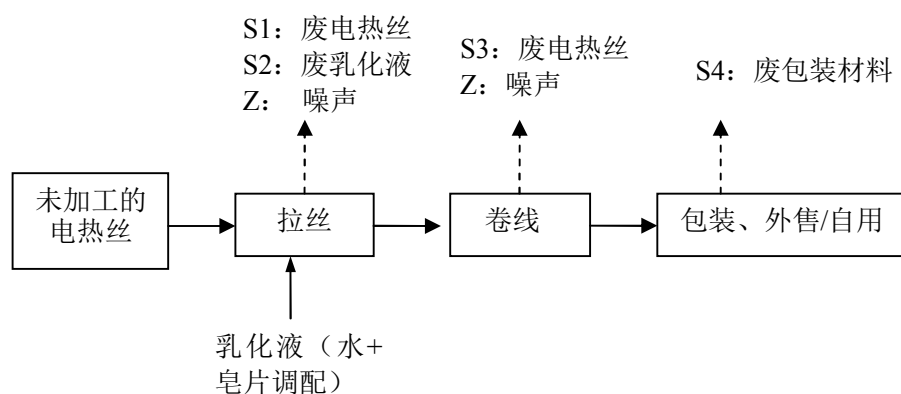 S1：废电热丝
S2：废乳化液
Z： 噪声
S3：废电热丝
Z：噪声
S4：废包装材料
未加工的
电热丝
拉丝
卷线
包装、外售/自用
乳化液（水+
皂片调配）